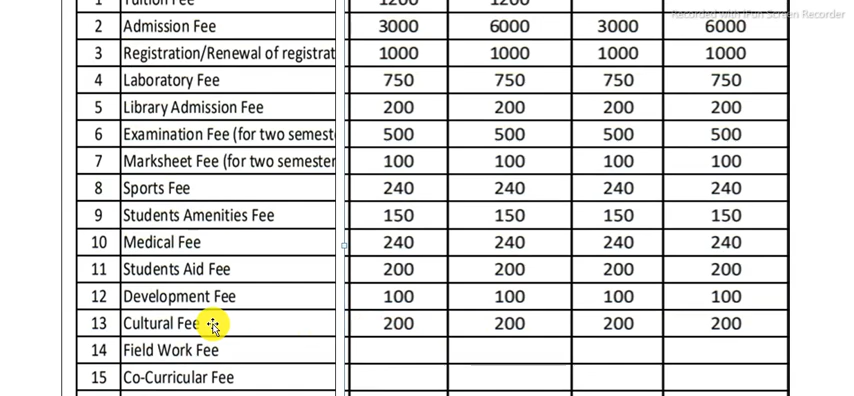 1 Tuition Fee 1200 1200
Recorded with iFun Screen Recorder
2 Admission Fee 3000 6000 3000 6000
3 Registration/Renewal of registrat 1000 1000 1000 1000
4 Laboratory Fee 750 750 750 750
5 Library Admission Fee 200 200 200 200
6 Examination Fee (for two semest 500 500 500 500
7 Marksheet Fee (for two semester 100 100 100 100
8 Sports Fee 240 240 240 240
9 Students Amenities Fee 150 150 150 150
10 Medical Fee 240 240 240 240
11 Students Aid Fee 200 200 200 200
12 Development Fee 100 100 100 100
13 Cultural Fee 200 200 200 200
14 Field Work Fee
15 Co-Curricular Fee